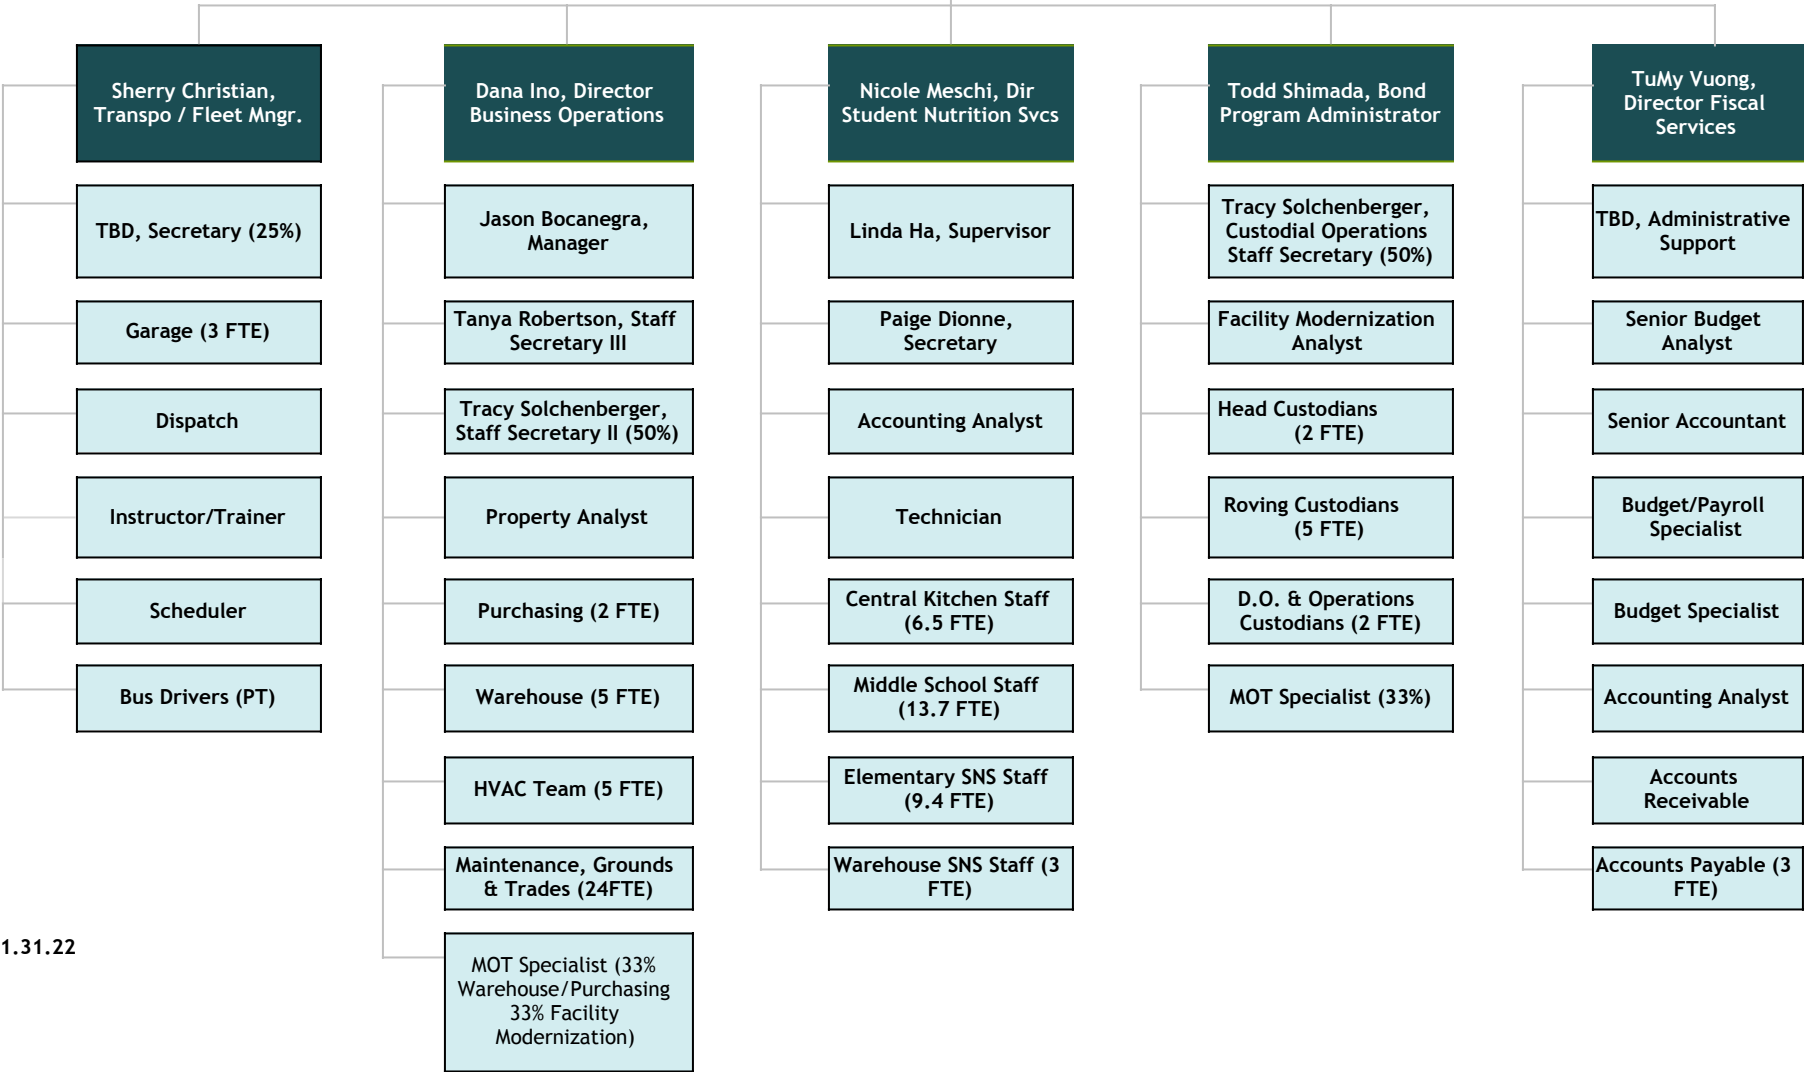 Sherry Christian,
Transpo / Fleet Mngr.
TBD, Secretary (25%)
Garage (3 FTE)
Dispatch
Instructor/Trainer
Scheduler
Bus Drivers (PT)
Dana Ino, Director
Business Operations
Jason Bocanegra,
Manager
Tanya Robertson, Staff
Secretary III
Tracy Solchenberger,
Staff Secretary II (50%)
Property Analyst
Purchasing (2 FTE)
Warehouse (5 FTE)
HVAC Team (5 FTE)
Maintenance, Grounds
& Trades (24FTE)
MOT Specialist (33%
Warehouse/Purchasing
33% Facility
Modernization)
Nicole Meschi, Dir
Student Nutrition Svcs
Linda Ha, Supervisor
Paige Dionne,
Secretary
Accounting Analyst
Technician
Central Kitchen Staff
(6.5 FTE)
Middle School Staff
(13.7 FTE)
Elementary SNS Staff
(9.4 FTE)
Warehouse SNS Staff (3
FTE)
Todd Shimada, Bond
Program Administrator
Tracy Solchenberger,
Custodial Operations
Staff Secretary (50%)
Facility Modernization
Analyst
Head Custodians
(2 FTE)
Roving Custodians
(5 FTE)
D.O. & Operations
Custodians (2 FTE)
MOT Specialist (33%)
TuMy Vuong,
Director Fiscal
Services
TBD, Administrative
Support
Senior Budget
Analyst
Senior Accountant
Budget/Payroll
Specialist
Budget Specialist
Accounting Analyst
Accounts
Receivable
Accounts Payable (3
FTE)
1.31.22